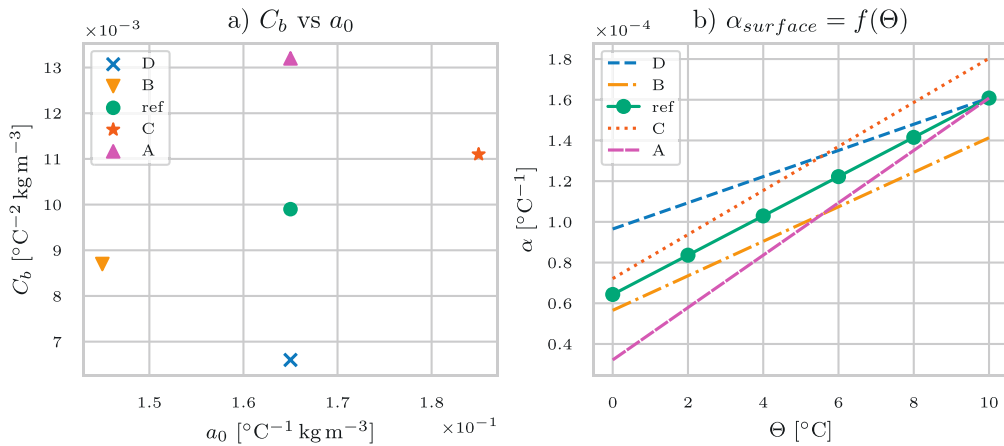 a) C_b vs a_0
×10⁻³
13
12
11
10
9
8
7
C_b [°C⁻² kg m⁻³]
D
B
ref
C
A
1.5
1.6
1.7
1.8
×10⁻¹
a_0 [°C⁻¹ kg m⁻³]
b) α_surface = f(Θ)
×10⁻⁴
1.8
1.6
1.4
1.2
1.0
0.8
0.6
0.4
α [°C⁻¹]
D
B
ref
C
A
0
2
4
6
8
10
Θ [°C]